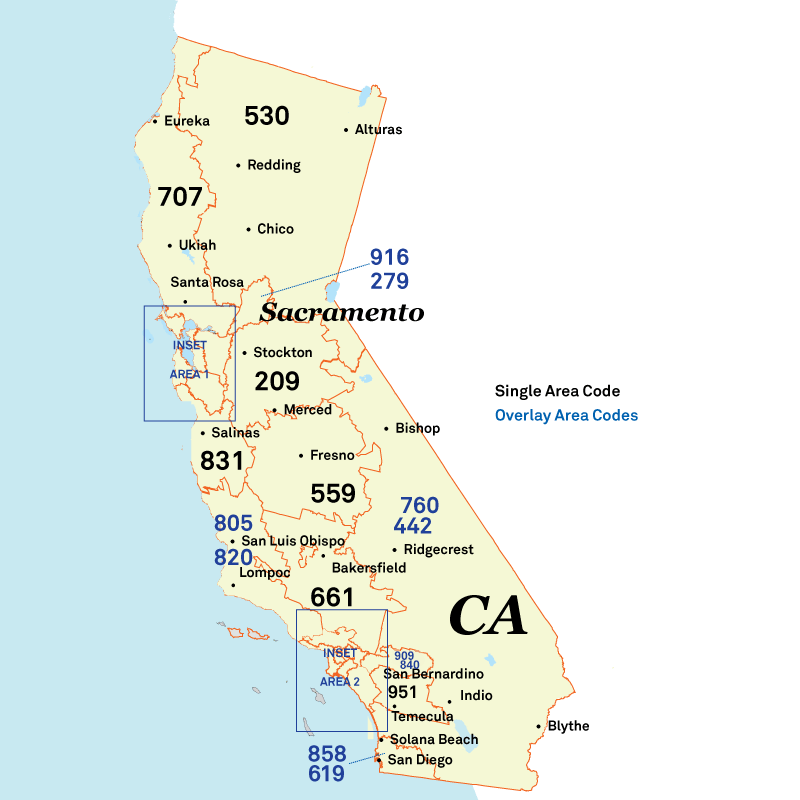 530
Eureka
Alturas
Redding
707
Chico
Ukiah
916
279
Santa Rosa
Sacramento
INSET
AREA 1
Stockton
209
Single Area Code
Overlay Area Codes
Merced
Bishop
Salinas
831
Fresno
559
760
442
805
820
San Luis Obispo
Ridgecrest
Lompoc
Bakersfield
661
CA
INSET
AREA 2
909
840
San Bernardino
951
Indio
Temecula
Blythe
Solana Beach
858
619
San Diego